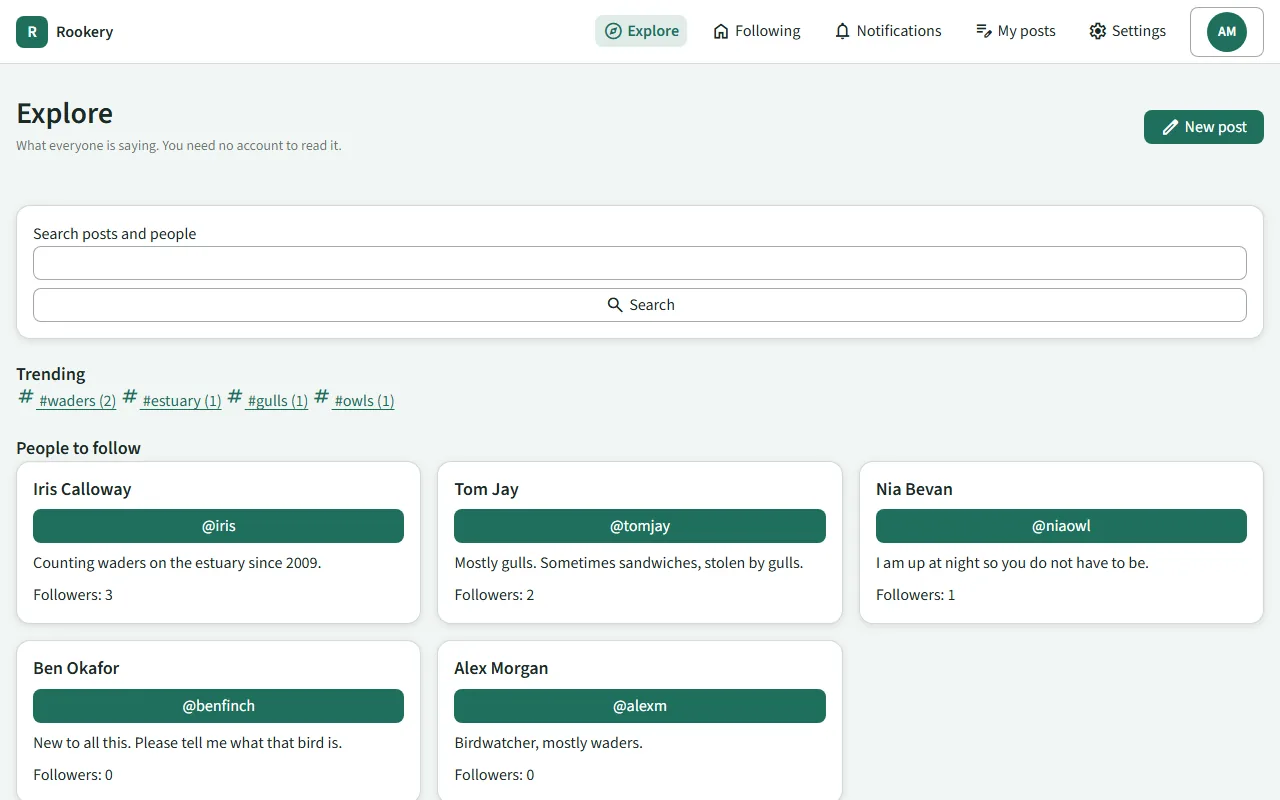 R Rookery Explore Following Notifications My posts Settings AM
Explore
What everyone is saying. You need no account to read it.
New post
Search posts and people
Search
Trending
#waders (2) #estuary (1) #gulls (1) #owls (1)
People to follow
Iris Calloway
@iris
Counting waders on the estuary since 2009.
Followers: 3
Tom Jay
@tomjay
Mostly gulls. Sometimes sandwiches, stolen by gulls.
Followers: 2
Nia Bevan
@niaowl
I am up at night so you do not have to be.
Followers: 1
Ben Okafor
@benfinch
New to all this. Please tell me what that bird is.
Followers: 0
Alex Morgan
@alexm
Birdwatcher, mostly waders.
Followers: 0